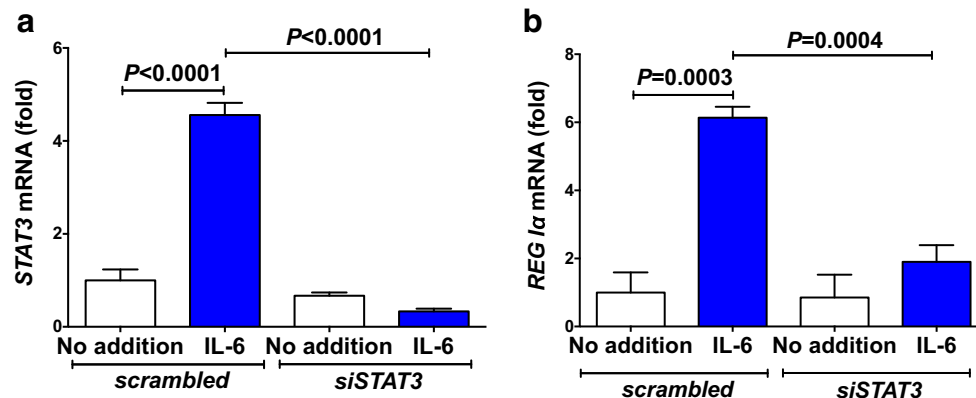 a
STAT3 mRNA (fold)
6
4
2
0
P<0.0001
P<0.0001
No addition IL-6 No addition IL-6
scrambled siSTAT3
b
REG Iα mRNA (fold)
8
6
4
2
0
P=0.0004
P=0.0003
No addition IL-6 No addition IL-6
scrambled siSTAT3